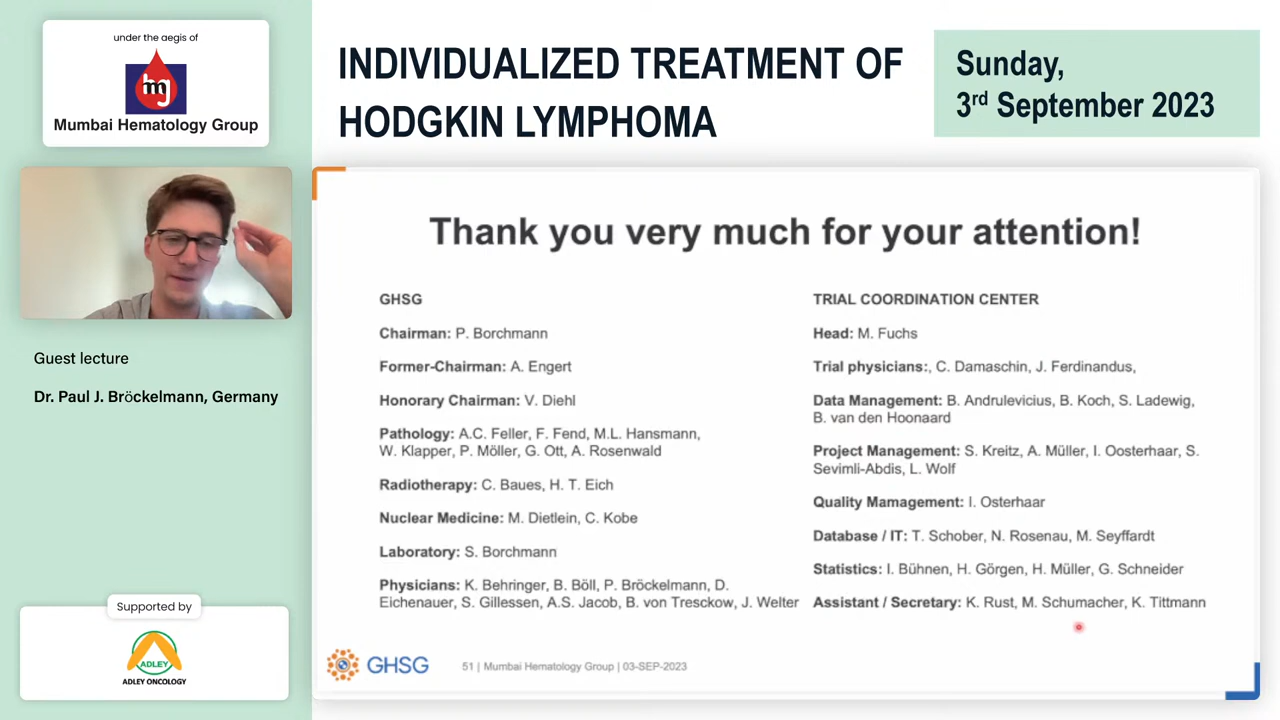 under the aegis of
hmg
Mumbai Hematology Group
INDIVIDUALIZED TREATMENT OF
HODGKIN LYMPHOMA
Sunday,
3rd September 2023
Guest lecture
Dr. Paul J. Bröckelmann, Germany
Supported by
ADLEY
ADLEY ONCOLOGY
Thank you very much for your attention!
GHSG
Chairman: P. Borchmann
Former-Chairman: A. Engert
Honorary Chairman: V. Diehl
Pathology: A.C. Feller, F. Fend, M.L. Hansmann,
W. Klapper, P. Möller, G. Ott, A. Rosenwald
Radiotherapy: C. Baues, H. T. Eich
Nuclear Medicine: M. Dietlein, C. Kobe
Laboratory: S. Borchmann
Physicians: K. Behringer, B. Böll, P. Bröckelmann, D.
Eichenauer, S. Gillessen, A.S. Jacob, B. von Tresckow, J. Welter
TRIAL COORDINATION CENTER
Head: M. Fuchs
Trial physicians:, C. Damaschin, J. Ferdinandus,
Data Management: B. Andrulevicius, B. Koch, S. Ladewig,
B. van den Hoonaard
Project Management: S. Kreitz, A. Müller, I. Oosterhaar, S.
Sevimli-Abdis, L. Wolf
Quality Mamagement: I. Osterhaar
Database / IT: T. Schober, N. Rosenau, M. Seyffardt
Statistics: I. Bühnen, H. Görgen, H. Müller, G. Schneider
Assistant / Secretary: K. Rust, M. Schumacher, K. Tittmann
GHSG
51 | Mumbai Hematology Group | 03-SEP-2023